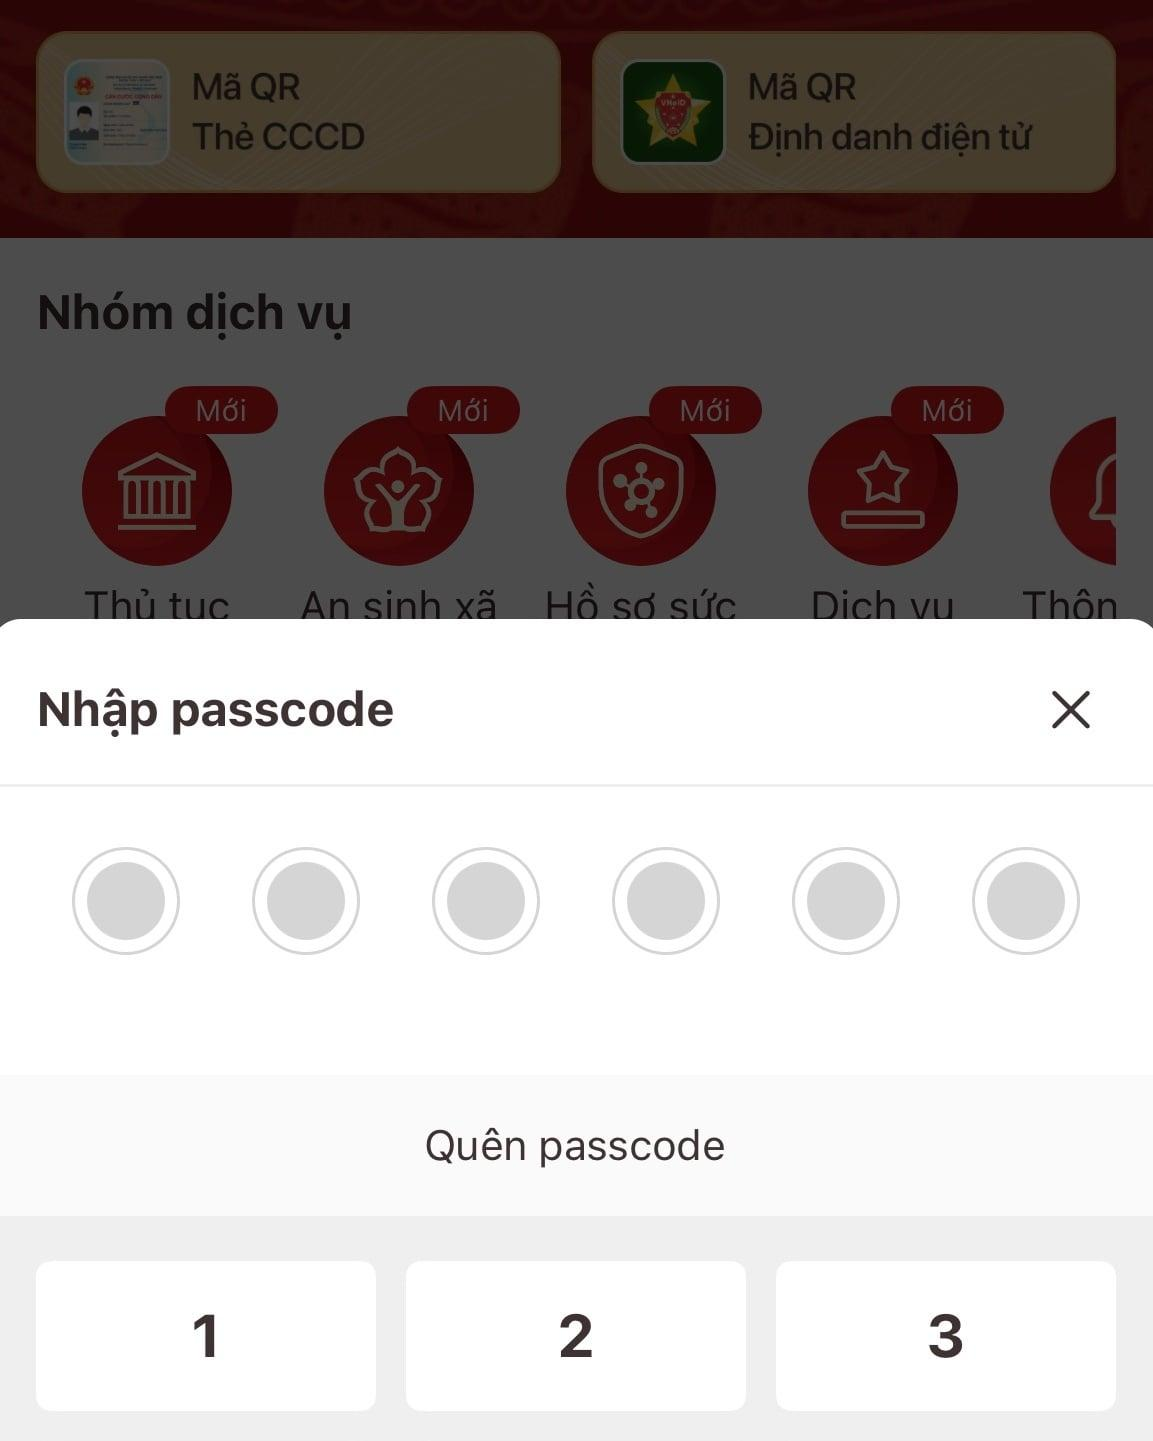 Mã QR
Thẻ CCCD
VNeID
Mã QR
Định danh điện tử
Nhóm dịch vụ
Mới
Mới
Mới
Mới
Thủ tục
An sinh xã
Hồ sơ sức
Dịch vụ
Thôn
Nhập passcode
Quên passcode
1
2
3